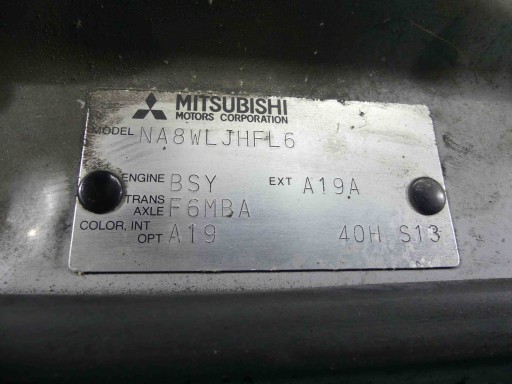 MITSUBISHI
MOTORS CORPORATION
MODEL NA8WLJHFL6
ENGINE BSY EXT A19A
TRANS
AXLE F6MBA
COLOR, INT
OPT A19 40H S13